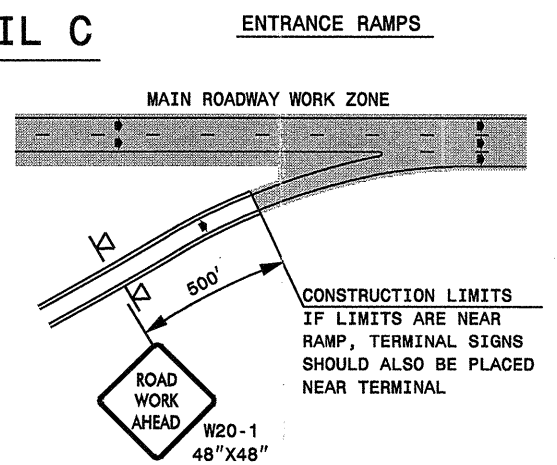 IL C
ENTRANCE RAMPS
MAIN ROADWAY WORK ZONE
500'
CONSTRUCTION LIMITS
IF LIMITS ARE NEAR
RAMP, TERMINAL SIGNS
SHOULD ALSO BE PLACED
NEAR TERMINAL
ROAD
WORK
AHEAD
W20-1
48"X48"